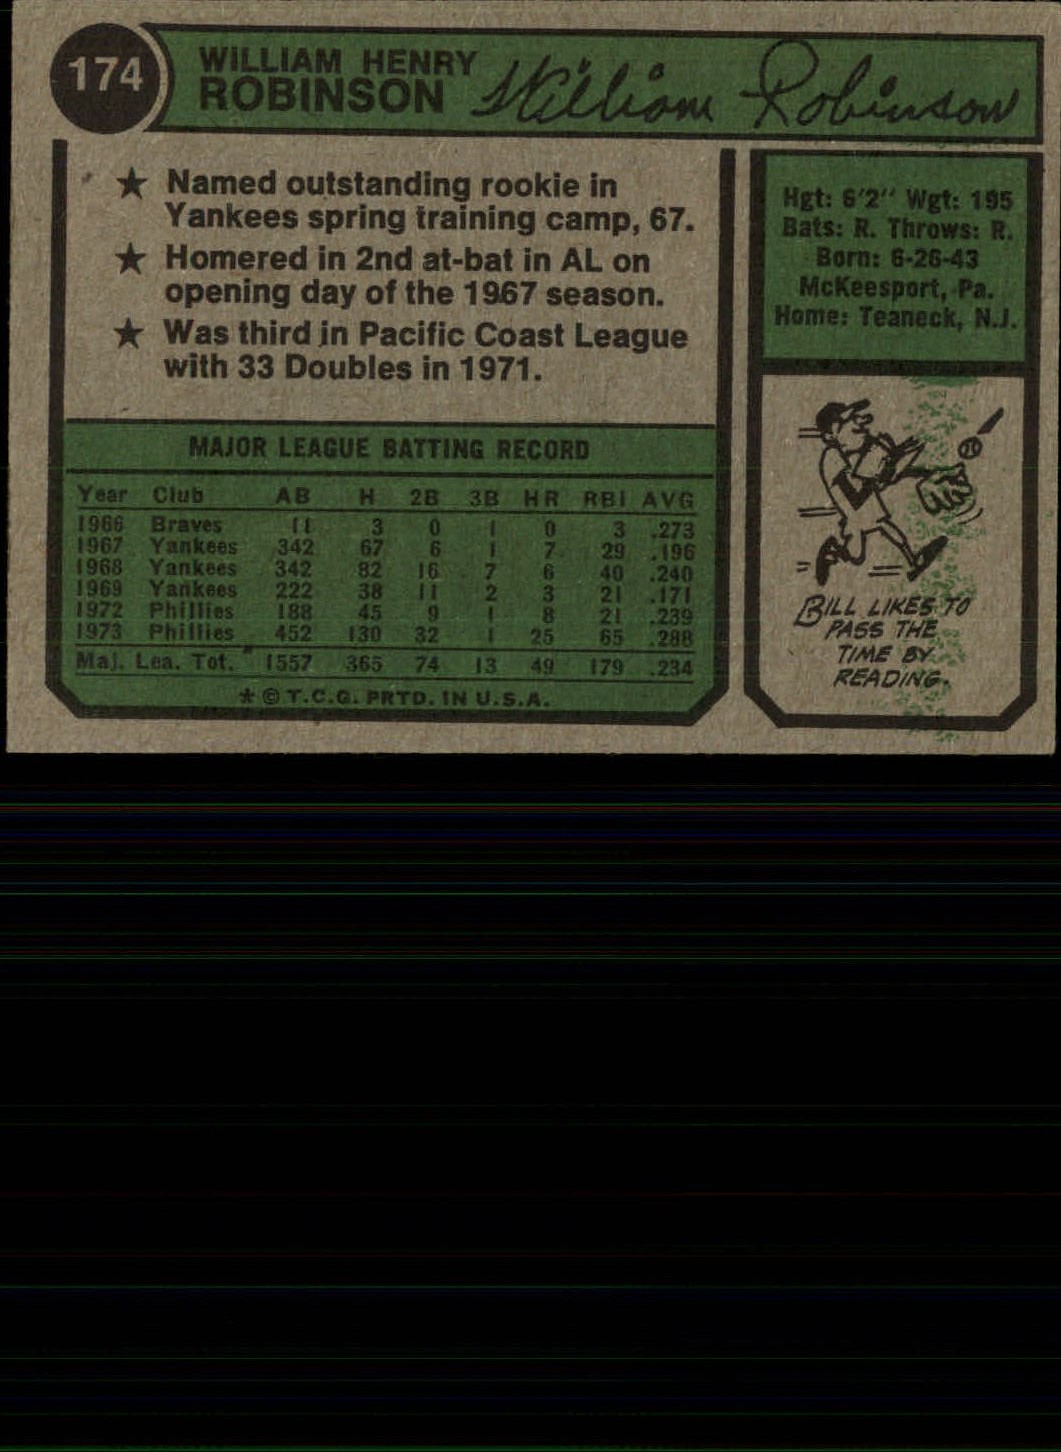 174
WILLIAM HENRY
ROBINSON
William Robinson
★ Named outstanding rookie in
Yankees spring training camp, 67.
★ Homered in 2nd at-bat in AL on
opening day of the 1967 season.
★ Was third in Pacific Coast League
with 33 Doubles in 1971.
MAJOR LEAGUE BATTING RECORD
Year Club AB H 2B 3B HR RBI AVG
1966 Braves 11 3 0 1 0 3 .273
1967 Yankees 342 67 6 1 7 29 .196
1968 Yankees 342 82 16 7 6 40 .240
1969 Yankees 222 38 11 2 3 21 .171
1972 Phillies 188 45 9 1 8 21 .239
1973 Phillies 452 130 32 1 25 65 .288
Maj. Lea. Tot. 1557 365 74 13 49 179 .234
★ © T.C.G. PRTD. IN U.S.A.
Hgt: 6'2" Wgt: 195
Bats: R. Throws: R.
Born: 6-26-43
McKeesport, Pa.
Home: Teaneck, N.J.
BILL LIKES TO
PASS THE
TIME BY
READING.